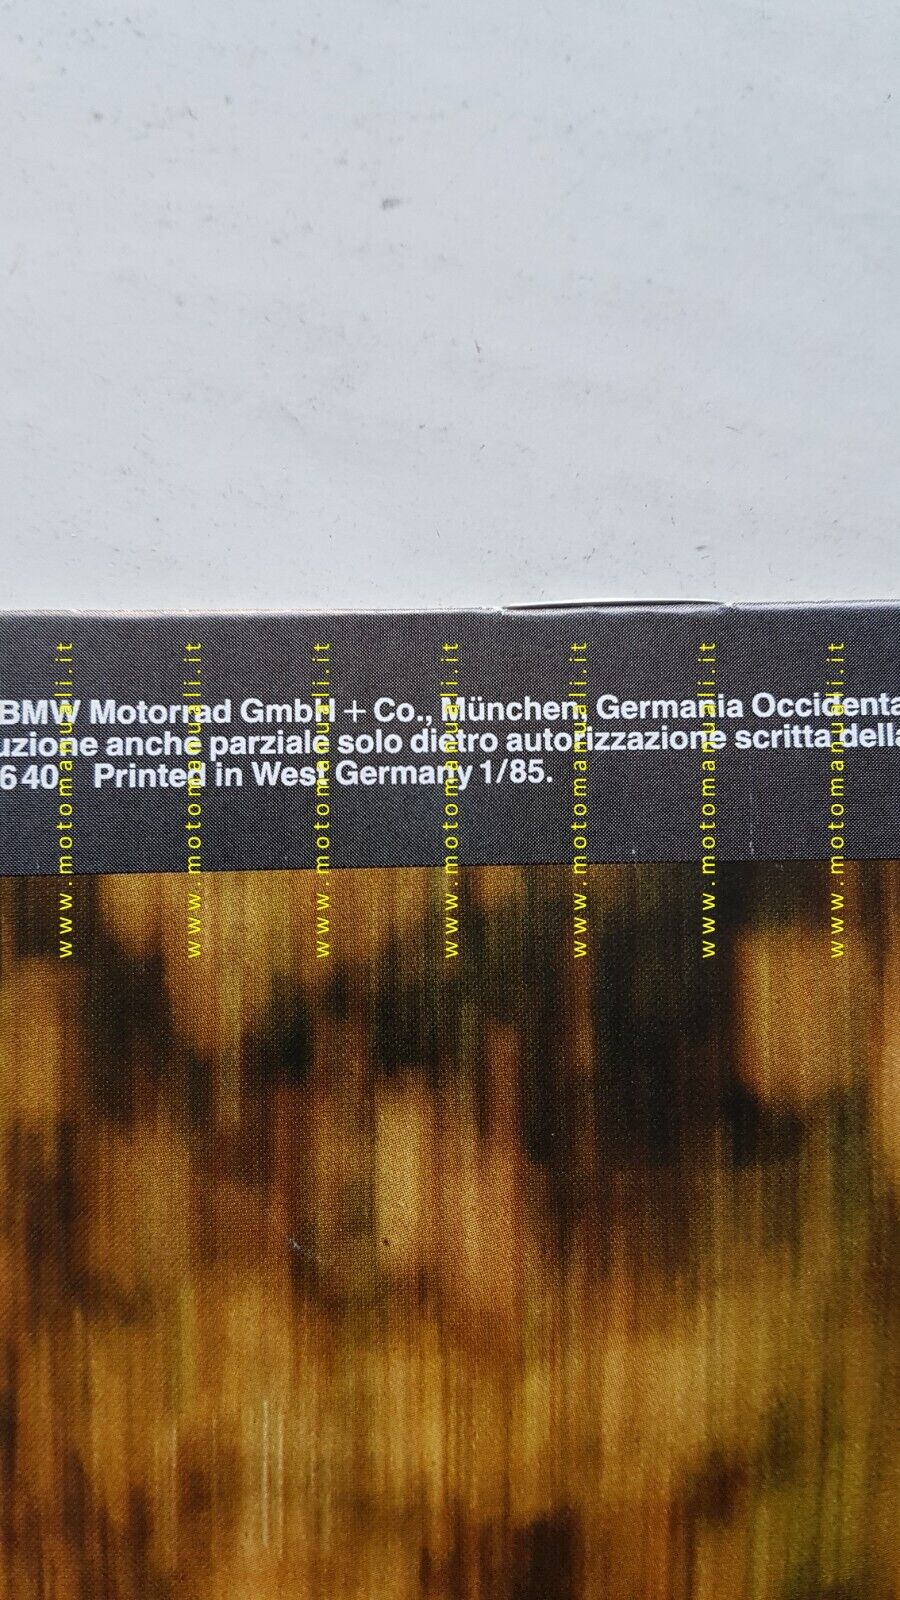 BMW Motorrad GmbH + Co., München, Germania Occidenta
uzione anche parziale solo dietro autorizzazione scritta della
6 40 Printed in West Germany 1/85.
www.motomanuali.it
www.motomanuali.it
www.motomanuali.it
www.motomanuali.it
www.motomanuali.it
www.motomanuali.it
www.motomanuali.it